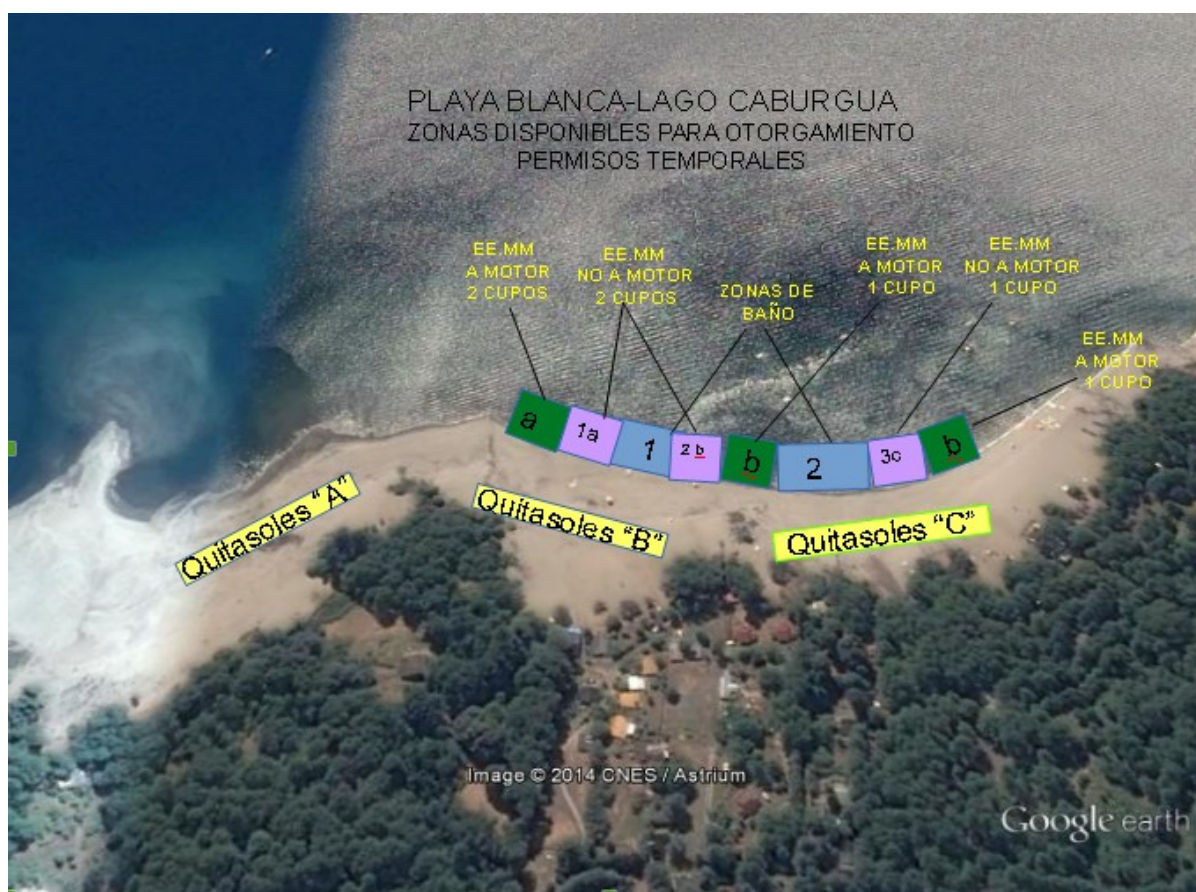 PLAYA BLANCA-LAGO CABURGUA
ZONAS DISPONIBLES PARA OTORGAMIENTO
PERMISOS TEMPORALES
EE.MM
A MOTOR
2 CUPOS
EE.MM
NO A MOTOR
2 CUPOS
ZONAS DE
BAÑO
EE.MM
A MOTOR
1 CUPO
EE.MM
NO A MOTOR
1 CUPO
EE.MM
A MOTOR
1 CUPO
a
1a
1
2 b
b
2
3c
b
Quitasoles "A"
Quitasoles "B"
Quitasoles "C"
Image © 2014 CNES / Astrium
Google earth